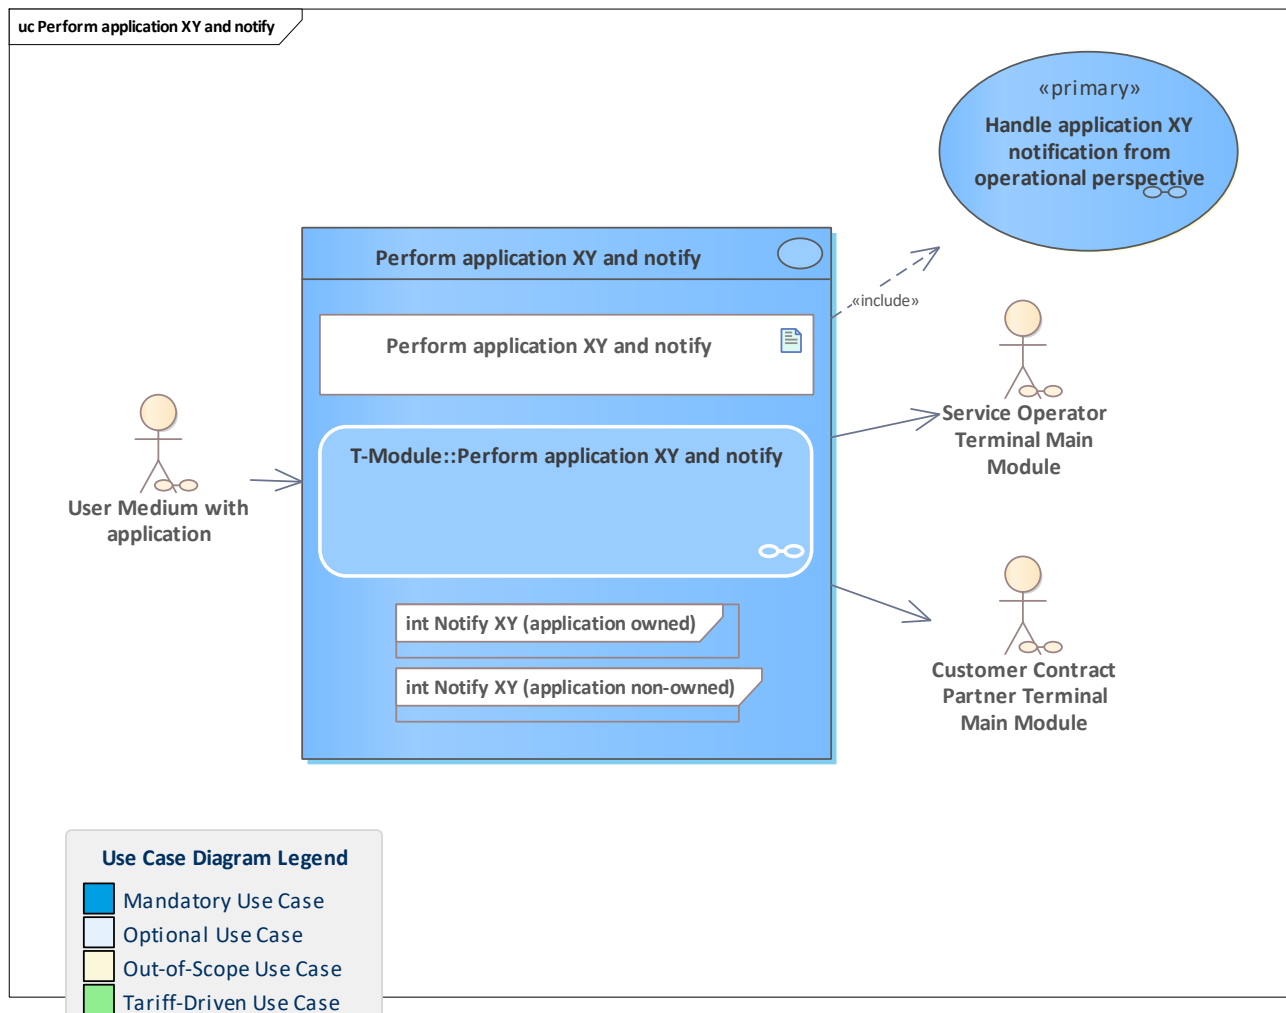 uc Perform application XY and notify
«primary»
Handle application XY
notification from
operational perspective
Perform application XY and notify
«include»
Perform application XY and notify
Service Operator
Terminal Main
Module
T-Module::Perform application XY and notify
User Medium with
application
int Notify XY (application owned)
int Notify XY (application non-owned)
Customer Contract
Partner Terminal
Main Module
Use Case Diagram Legend
Mandatory Use Case
Optional Use Case
Out-of-Scope Use Case
Tariff-Driven Use Case